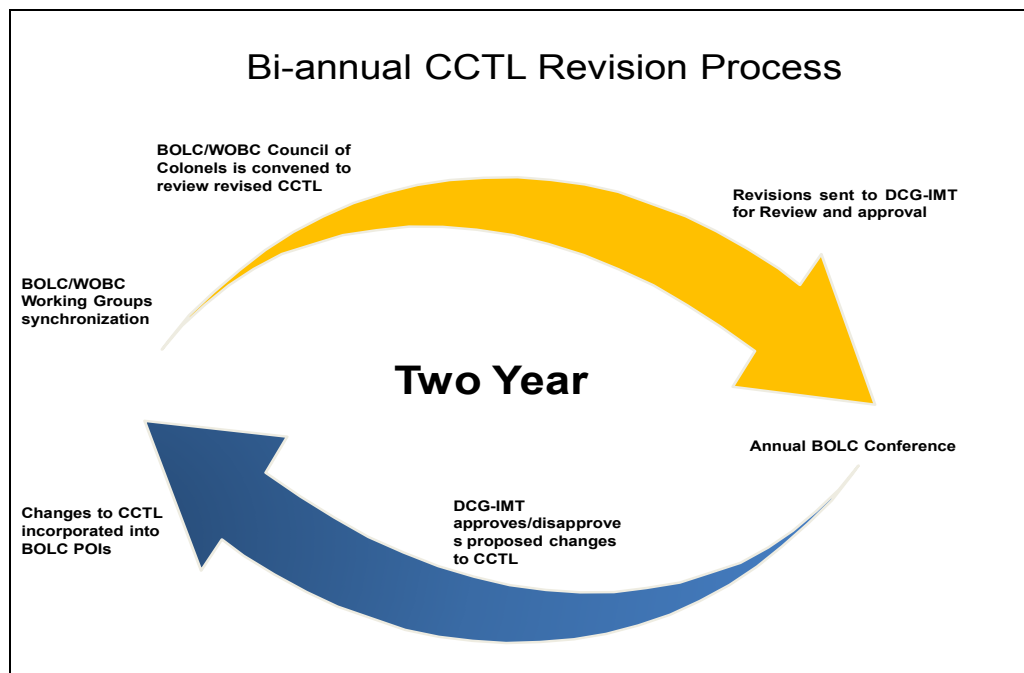 Bi-annual CCTL Revision Process
BOLC/WOBC Council of
Colonels is convened to
review revised CCTL
Revisions sent to DCG-IMT
for Review and approval
BOLC/WOBC
Working Groups
synchronization
Two Year
Annual BOLC Conference
DCG-IMT
approves/disapprove
s proposed changes
to CCTL
Changes to CCTL
incorporated into
BOLC POIs